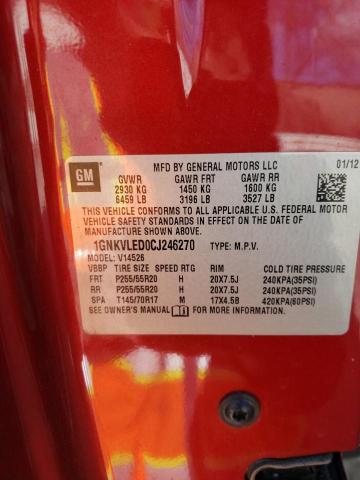 GM
MFD BY GENERAL MOTORS LLC 01/12
GVWR GAWR FRT GAWR RR
2930 KG 1450 KG 1600 KG
6459 LB 3196 LB 3527 LB
THIS VEHICLE CONFORMS TO ALL APPLICABLE U.S. FEDERAL MOTOR
VEHICLE SAFETY STANDARDS IN EFFECT ON THE DATE OF
MANUFACTURE SHOWN ABOVE.
1GNKVLED0CJ246270 TYPE: M.P.V.
MODEL: V14526
VBBP TIRE SIZE SPEED RTG RIM COLD TIRE PRESSURE
FRT P255/55R20 H 20X7.5J 240KPA(35PSI)
RR P255/55R20 H 20X7.5J 240KPA(35PSI)
SPA T145/70R17 M 17X4.5B 420KPA(60PSI)
SEE OWNER'S MANUAL FOR MORE INFORMATION.